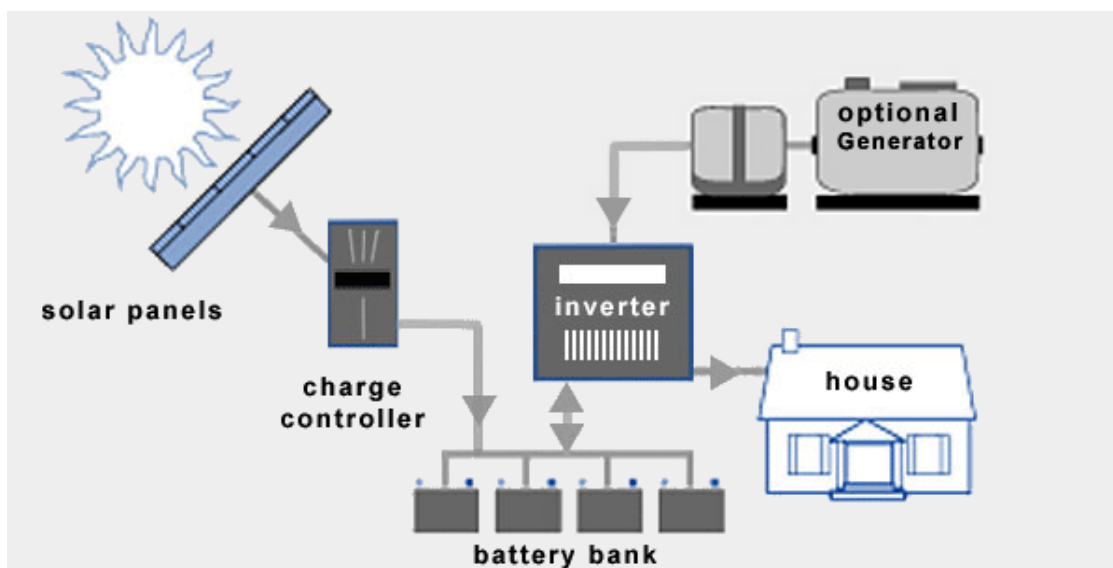 optional
Generator
solar panels
inverter
charge
controller
house
battery bank